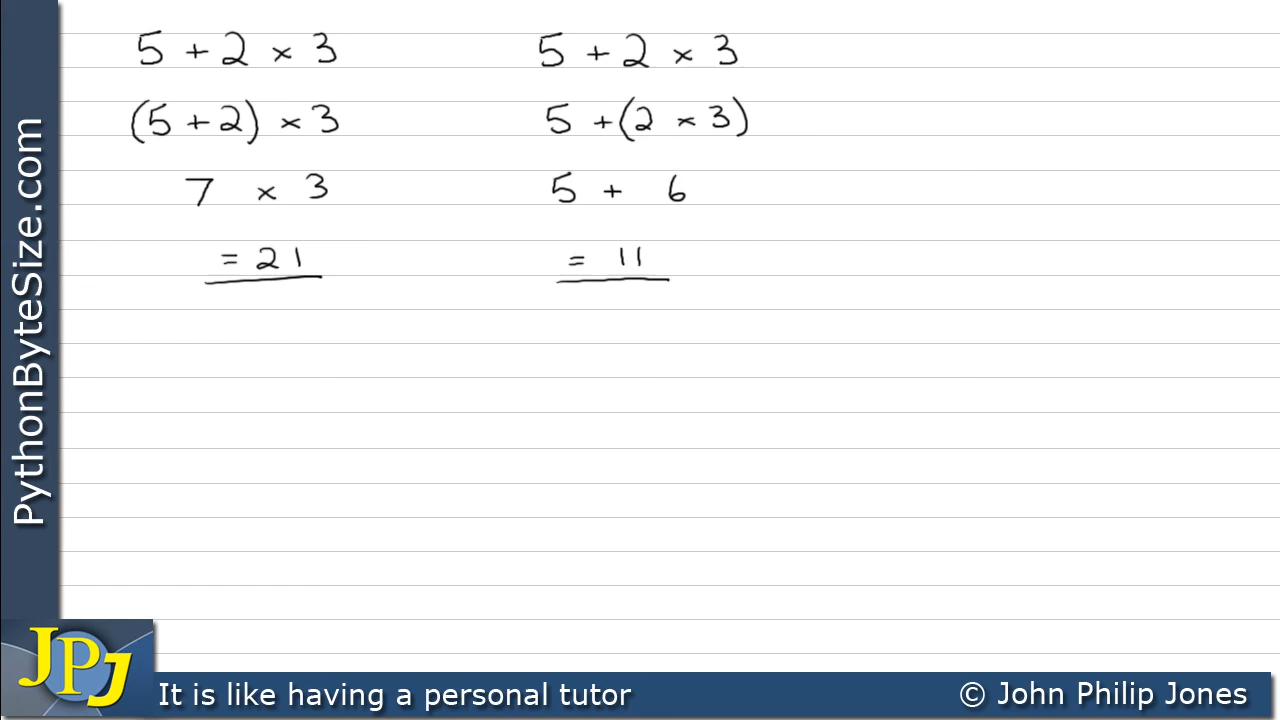 5 + 2 × 3
(5 + 2) × 3
7 × 3
= 21
5 + 2 × 3
5 + (2 × 3)
5 + 6
= 11
PythonByteSize.com
JPJ
It is like having a personal tutor
© John Philip Jones